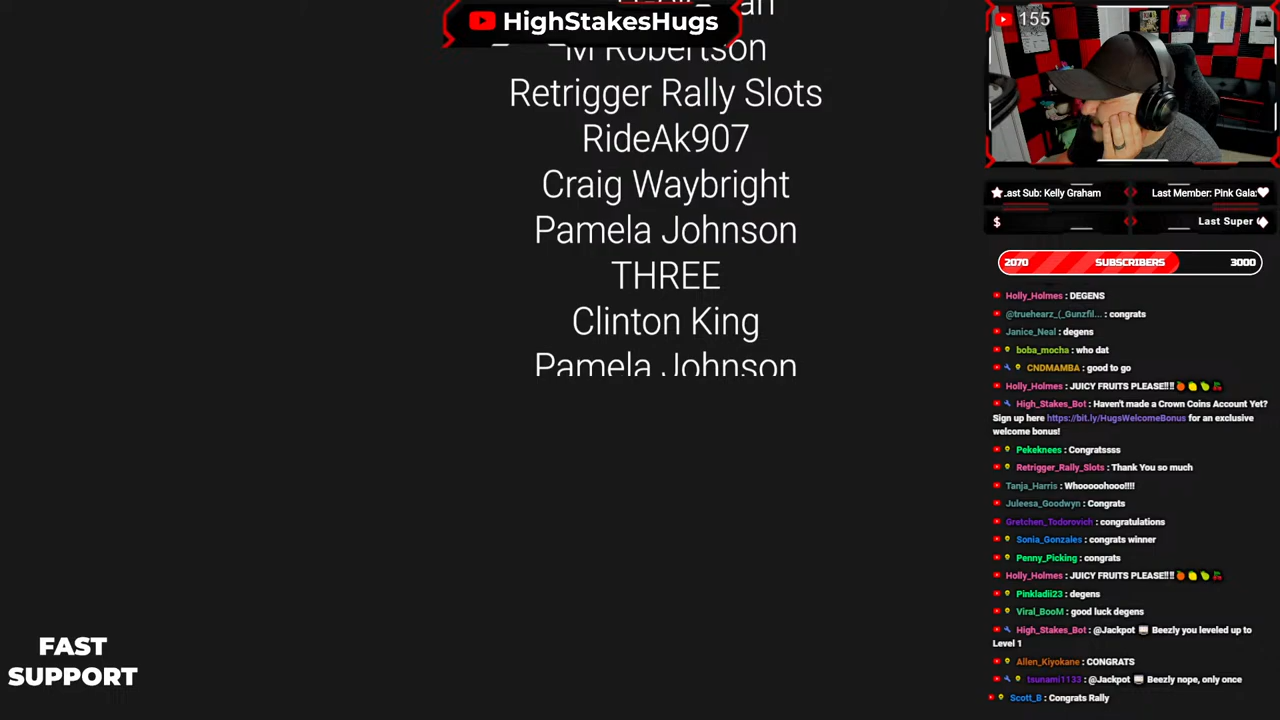 HighStakesHugs
M Robertson
Retrigger Rally Slots
RideAk907
Craig Waybright
Pamela Johnson
THREE
Clinton King
Pamela Johnson
FAST
SUPPORT
155
Last Sub: Kelly Graham
Last Member: Pink Gala
$
Last Super
2070 SUBSCRIBERS 3000
Holly_Holmes : DEGENS
@truehearz_(_Gunzfil... : congrats
Janice_Neal : degens
boba_mocha : who dat
CNDMAMBA : good to go
Holly_Holmes : JUICY FRUITS PLEASE!!!! 🍊 🍋 🍐 🍒
High_Stakes_Bot : Haven't made a Crown Coins Account Yet?
Sign up here https://bit.ly/HugsWelcomeBonus for an exclusive
welcome bonus!
Pekeknees : Congratssss
Retrigger_Rally_Slots : Thank You so much
Tanja_Harris : Whooooohooo!!!!
Juleesa_Goodwyn : Congrats
Gretchen_Todorovich : congratulations
Sonia_Gonzales : congrats winner
Penny_Picking : congrats
Holly_Holmes : JUICY FRUITS PLEASE!!!! 🍊 🍋 🍐 🍒
Pinkladii23 : degens
Viral_BooM : good luck degens
High_Stakes_Bot : @Jackpot 🎰 Beezly you leveled up to
Level 1
Allen_Kiyokane : CONGRATS
tsunami1133 : @Jackpot 🎰 Beezly nope, only once
Scott_B : Congrats Rally